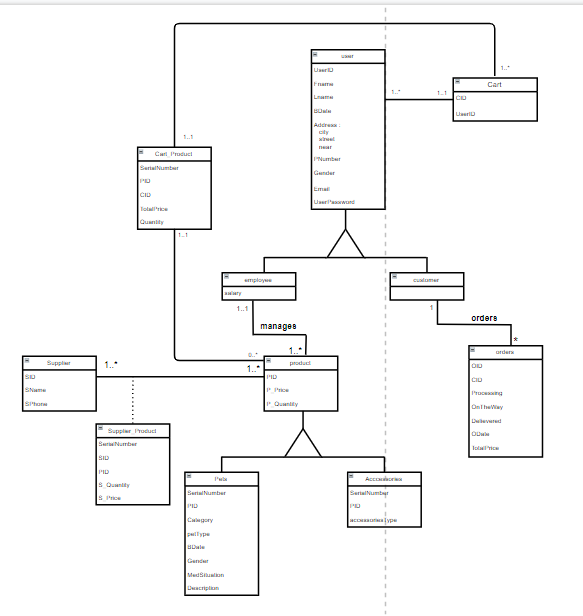 user
UserID
Fname
Lname
BDate
Address :
city
street
near
PNumber
Gender
Email
UserPassword
1..*
Cart
CID
UserID
1..*
1..1
1..1
Cart_Product
SerialNumber
PID
CID
TotalPrice
Quantity
1..1
employee
salary
customer
1..1
manages
1..*
1
orders
*
0..*
1..*
product
PID
P_Price
P_Quantity
orders
OID
CID
Processing
OnTheWay
Delievered
ODate
TotalPrice
Supplier
SID
SName
SPhone
1..*
Supplier_Product
SerialNumber
SID
PID
S_Quantity
S_Price
Pets
SerialNumber
PID
Category
petType
BDate
Gender
MedSituation
Description
Acccesories
SerialNumber
PID
accessoriesType